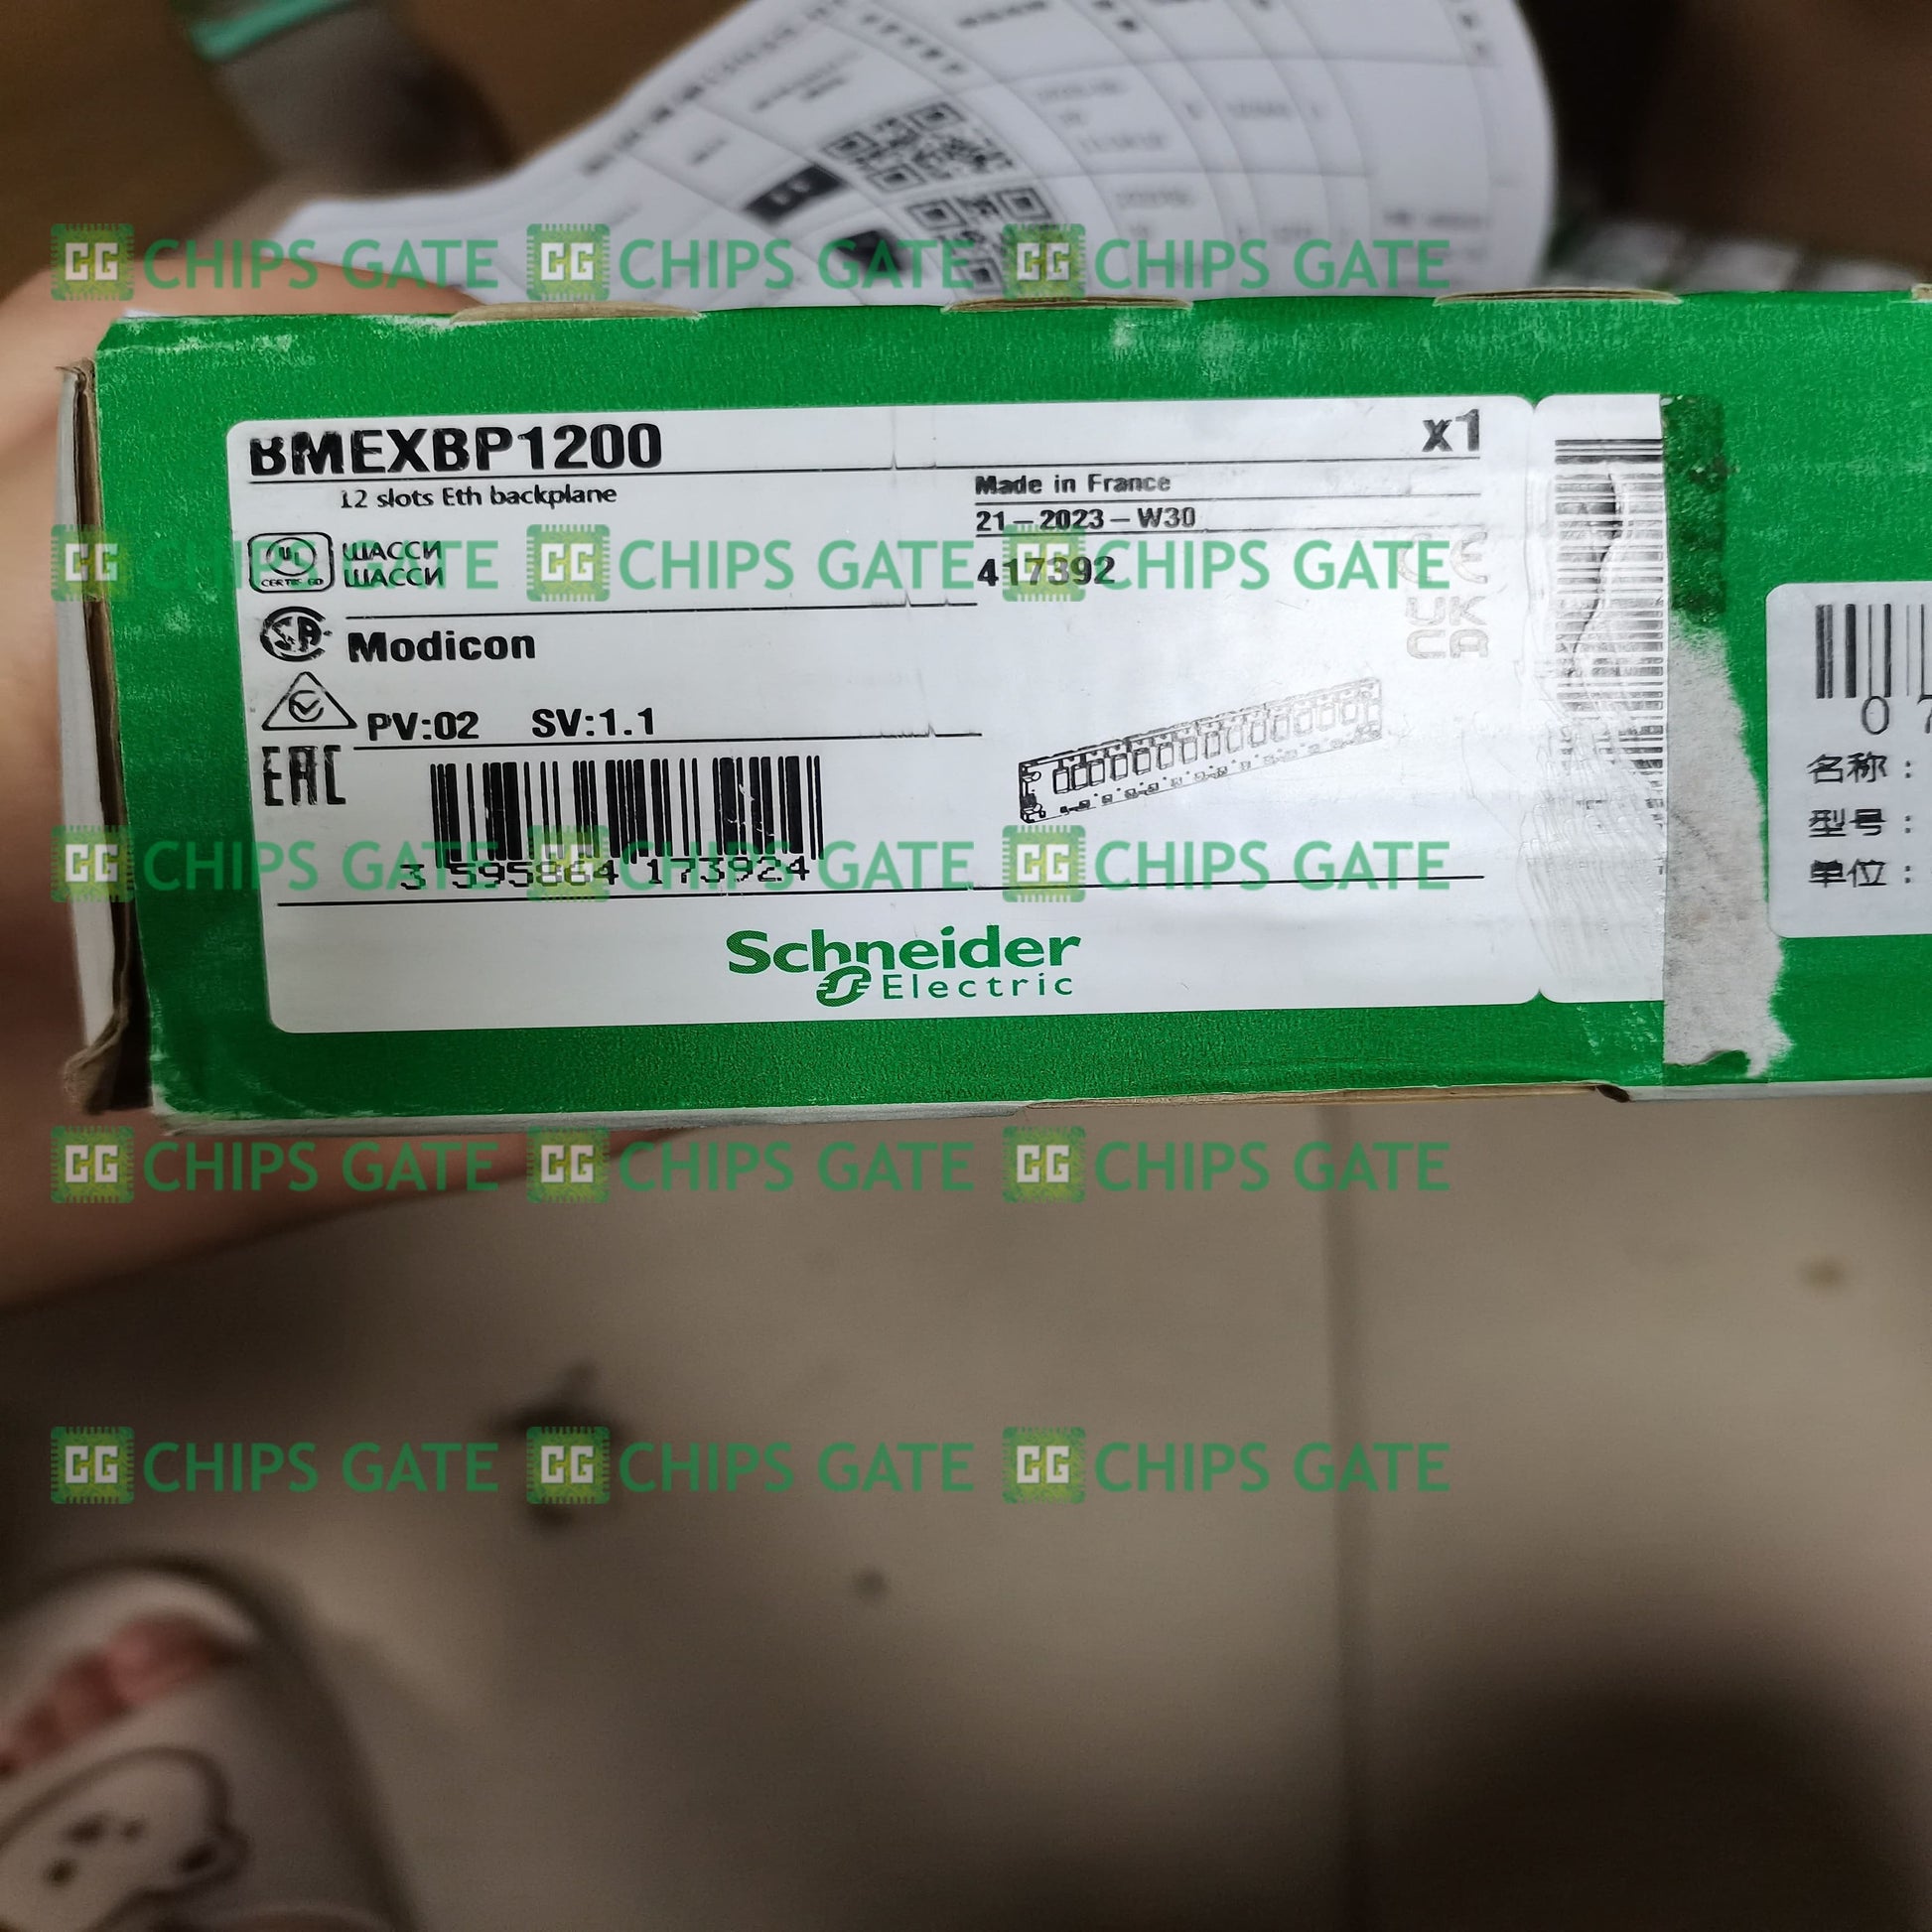 CHIPS GATE CHIPS GATE CHIPS GATE
BMEXBP1200
x1
12 slots Eth backplane
Made in France
21 – 2023 – W30
ШАССИ
ШАССИ
417392
CHIPS GATE CHIPS GATE CHIPS GATE
CE
UK
CA
Modicon
PV:02 SV:1.1
EAC
3 595864 173924
CHIPS GATE CHIPS GATE CHIPS GATE
Schneider
Electric
0 7
名称：
型号：
单位：
CHIPS GATE CHIPS GATE CHIPS GATE
CHIPS GATE CHIPS GATE CHIPS GATE